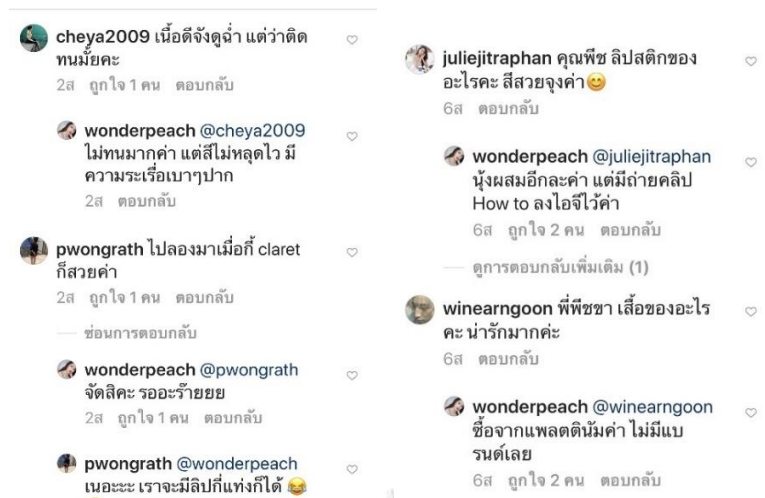 cheya2009 เนื้อดีจังดูฉ่ำ แต่ว่าติด
ทนมั้ยคะ
2ส ถูกใจ 1 คน ตอบกลับ
wonderpeach @cheya2009
ไม่ทนมากค่า แต่สีไม่หลุดไว มี
ความระเรื่อเบาๆปาก
2ส ตอบกลับ
pwongrath ไปลองมาเมื่อกี้ claret
ก็สวยค่า
2ส ถูกใจ 1 คน ตอบกลับ
ซ่อนการตอบกลับ
wonderpeach @pwongrath
จัดสิคะ รออะร๊ายยย
2ส ถูกใจ 1 คน ตอบกลับ
pwongrath @wonderpeach
เนอะะะ เราจะมีลิปกี่แท่งก็ได้ 😂
juliejitraphan คุณพีช ลิปสติกของ
อะไรคะ สีสวยจุงค่า😊
6ส ตอบกลับ
wonderpeach @juliejitraphan
นุ้งผสมอีกละค่า แต่มีถ่ายคลิป
How to ลงไอจีไว้ค่า
6ส ถูกใจ 2 คน ตอบกลับ
ดูการตอบกลับเพิ่มเติม (1)
winearngoon พี่พีชขา เสื้อของอะไร
คะ น่ารักมากค่ะ
6ส ตอบกลับ
wonderpeach @winearngoon
ซื้อจากแพลตตินัมค่า ไม่มีแบ
รนด์เลย
6ส ถูกใจ 2 คน ตอบกลับ